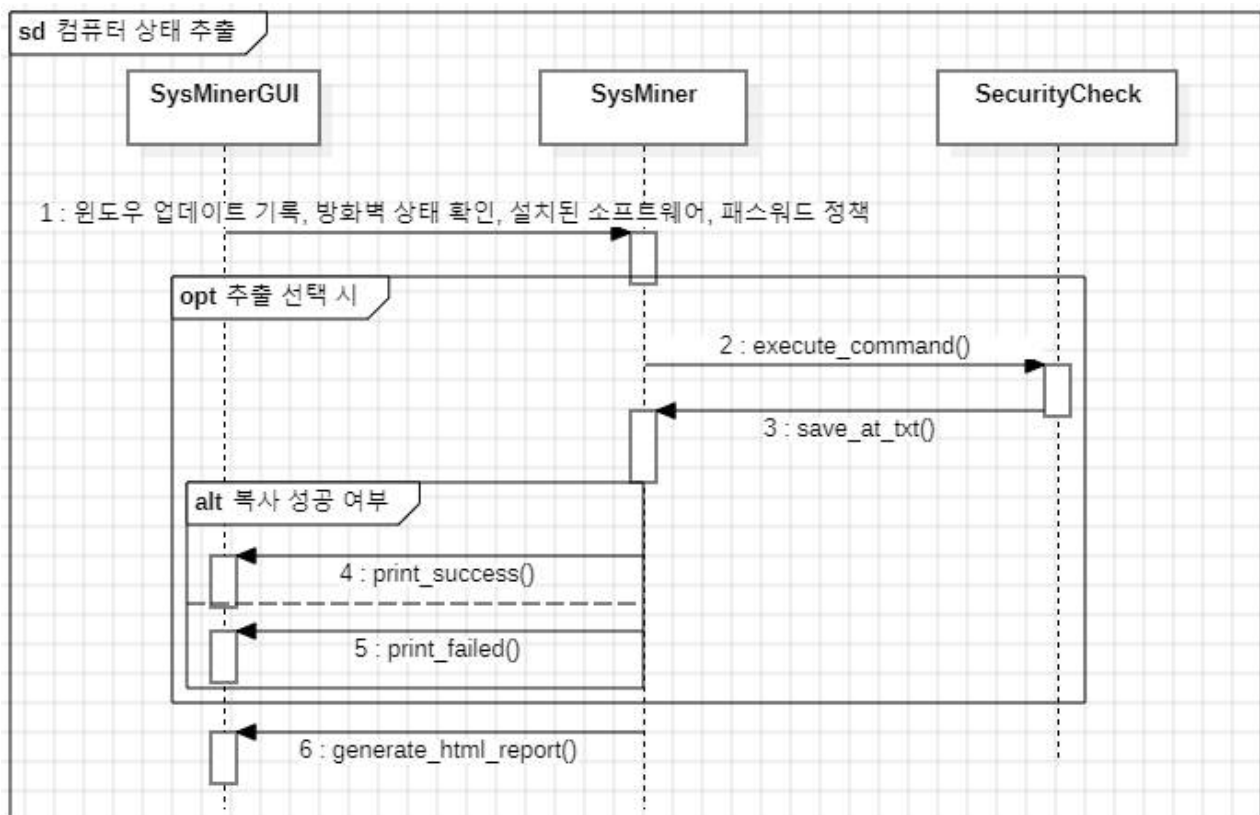 sd 컴퓨터 상태 추출
SysMinerGUI
SysMiner
SecurityCheck
1 : 윈도우 업데이트 기록, 방화벽 상태 확인, 설치된 소프트웨어, 패스워드 정책
opt 추출 선택 시
2 : execute_command()
3 : save_at_txt()
alt 복사 성공 여부
4 : print_success()
5 : print_failed()
6 : generate_html_report()